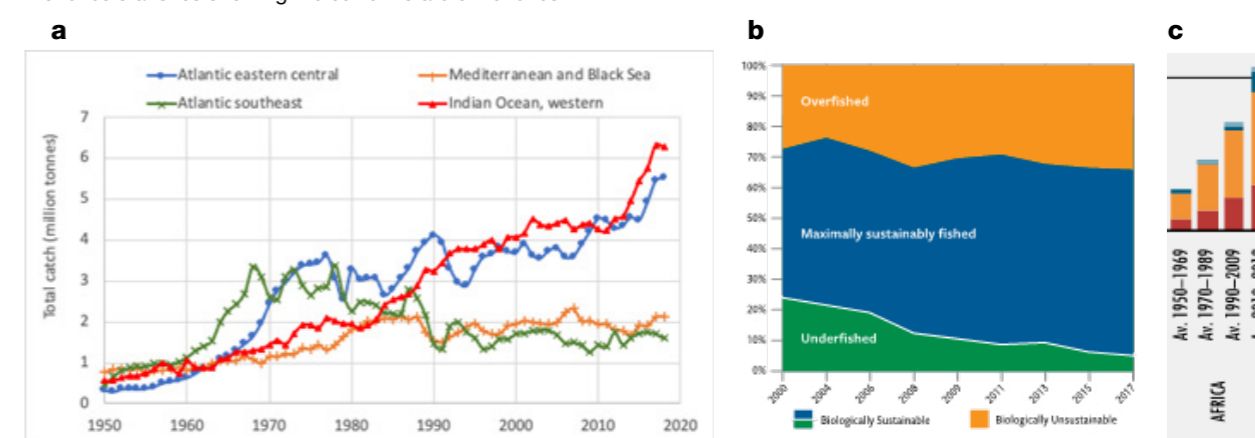 a
Atlantic eastern central
Mediterranean and Black Sea
Atlantic southeast
Indian Ocean, western
Total catch (million tonnes)
7
6
5
4
3
2
1
0
1950 1960 1970 1980 1990 2000 2010 2020
b
100%
90%
80%
70%
60%
50%
40%
30%
20%
10%
0%
Overfished
Maximally sustainably fished
Underfished
2000 2004 2006 2008 2009 2011 2013 2015 2017
Biologically Sustainable
Biologically Unsustainable
c
Av. 1950–1969
Av. 1970–1989
Av. 1990–2009
AFRICA